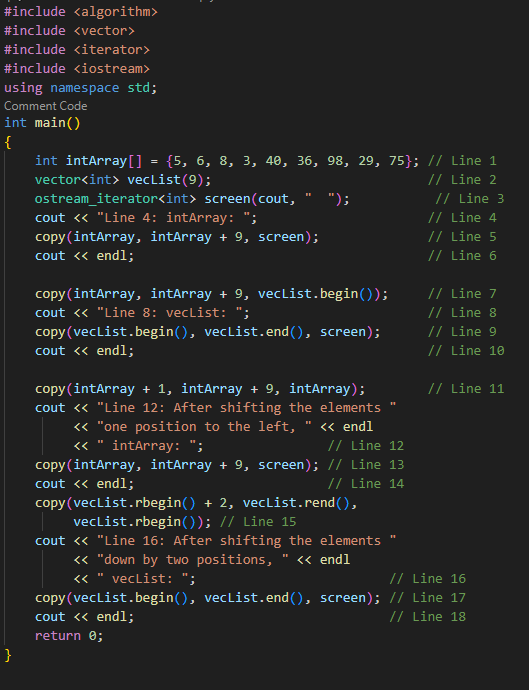 #include <algorithm>
#include <vector>
#include <iterator>
#include <iostream>
using namespace std;
Comment Code
int main()
{
    int intArray[] = {5, 6, 8, 3, 40, 36, 98, 29, 75}; // Line 1
    vector<int> vecList(9);                            // Line 2
    ostream_iterator<int> screen(cout, "  ");           // Line 3
    cout << "Line 4: intArray: ";                      // Line 4
    copy(intArray, intArray + 9, screen);              // Line 5
    cout << endl;                                      // Line 6

    copy(intArray, intArray + 9, vecList.begin());     // Line 7
    cout << "Line 8: vecList: ";                       // Line 8
    copy(vecList.begin(), vecList.end(), screen);      // Line 9
    cout << endl;                                      // Line 10

    copy(intArray + 1, intArray + 9, intArray);        // Line 11
    cout << "Line 12: After shifting the elements "
         << "one position to the left, " << endl
         << " intArray: ";                // Line 12
    copy(intArray, intArray + 9, screen); // Line 13
    cout << endl;                         // Line 14
    copy(vecList.rbegin() + 2, vecList.rend(),
         vecList.rbegin()); // Line 15
    cout << "Line 16: After shifting the elements "
         << "down by two positions, " << endl
         << " vecList: ";                         // Line 16
    copy(vecList.begin(), vecList.end(), screen); // Line 17
    cout << endl;                                 // Line 18
    return 0;
}